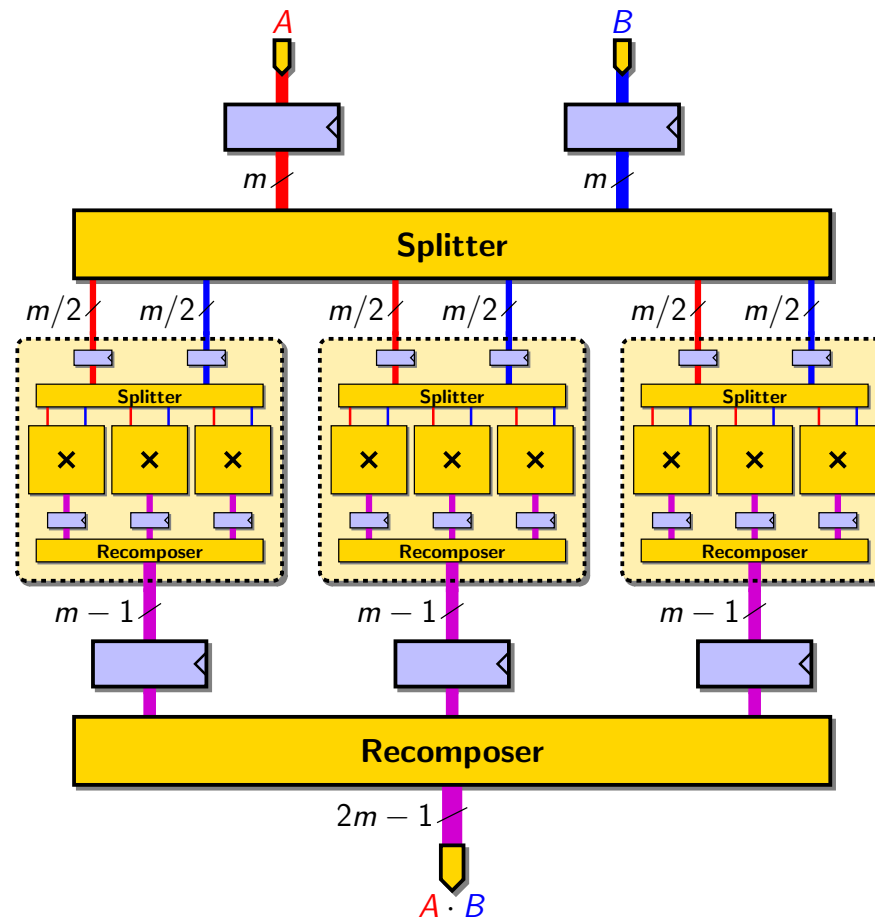 A B
m m
Splitter
m/2 m/2 m/2 m/2 m/2 m/2
Splitter Splitter Splitter
× × × × × × × × ×
Recomposer Recomposer Recomposer
m − 1 m − 1 m − 1
Recomposer
2m − 1
A · B